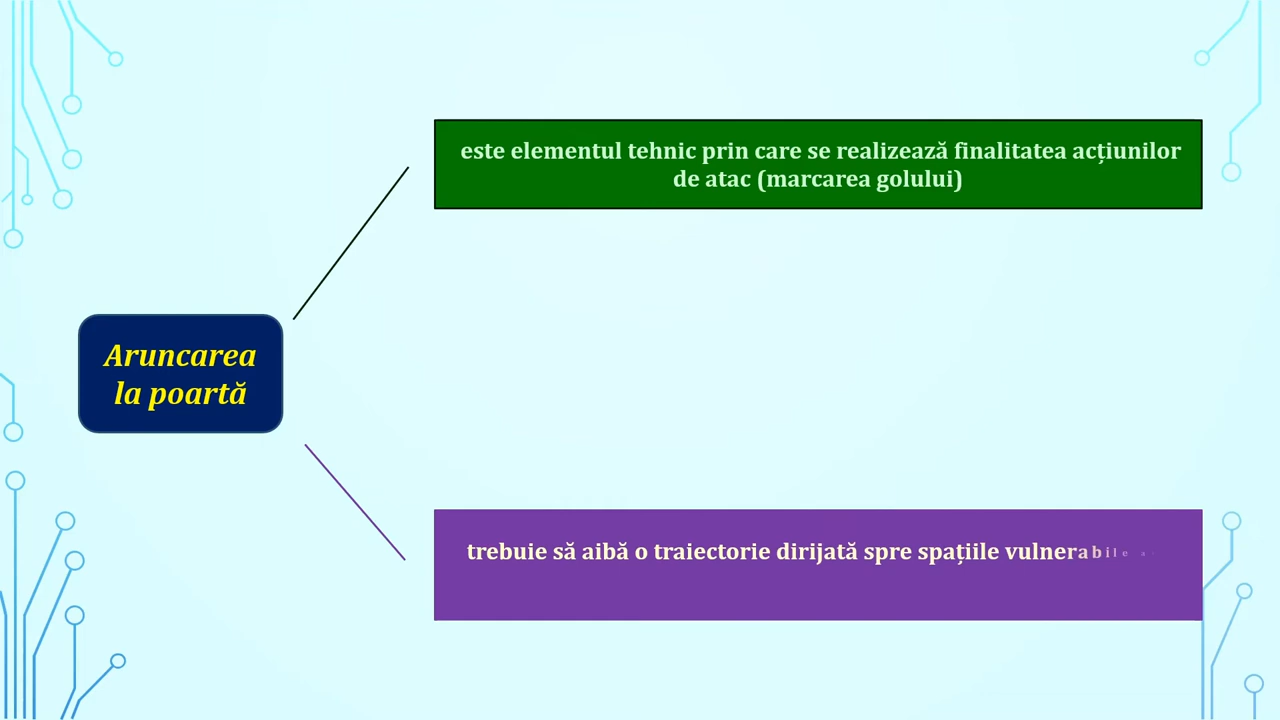 este elementul tehnic prin care se realizează finalitatea acțiunilor
de atac (marcarea golului)
Aruncarea
la poartă
trebuie să aibă o traiectorie dirijată spre spațiile vulnerabile